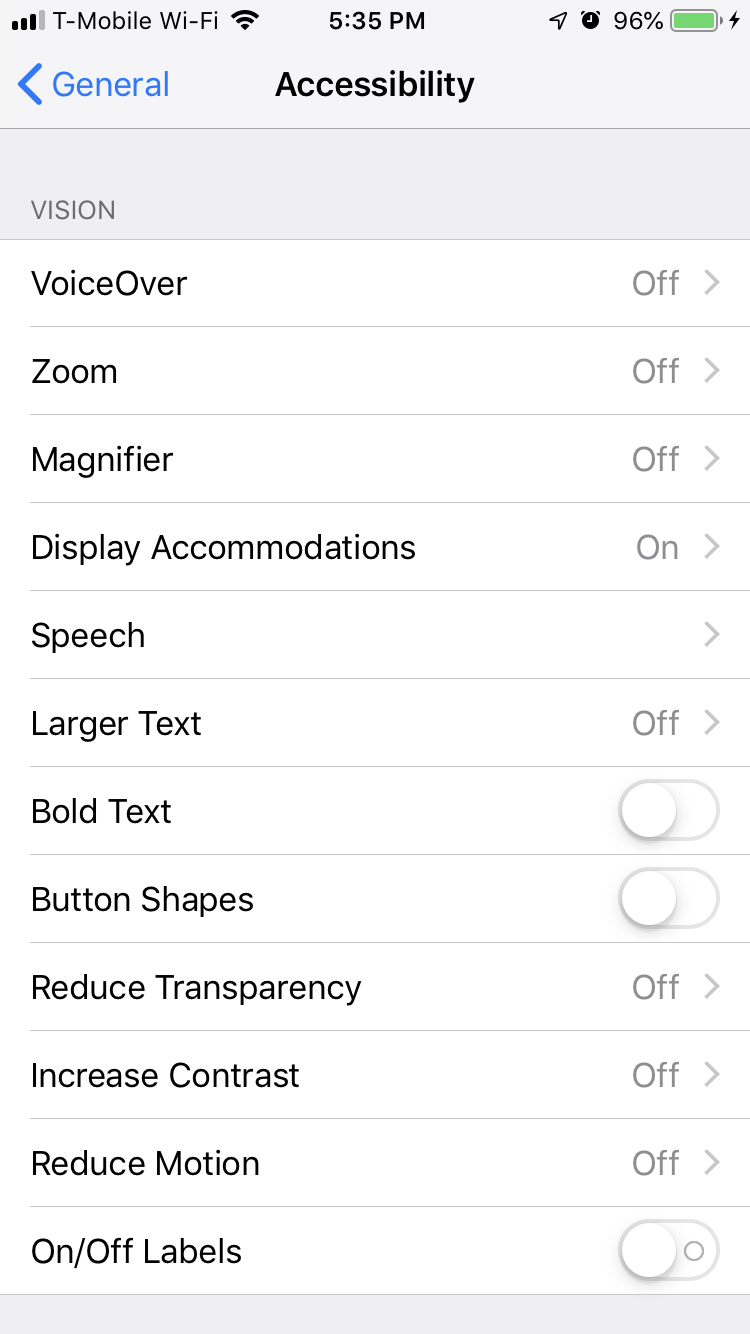 T-Mobile Wi-Fi 5:35 PM 96%
General Accessibility
VISION
VoiceOver Off
Zoom Off
Magnifier Off
Display Accommodations On
Speech
Larger Text Off
Bold Text
Button Shapes
Reduce Transparency Off
Increase Contrast Off
Reduce Motion Off
On/Off Labels